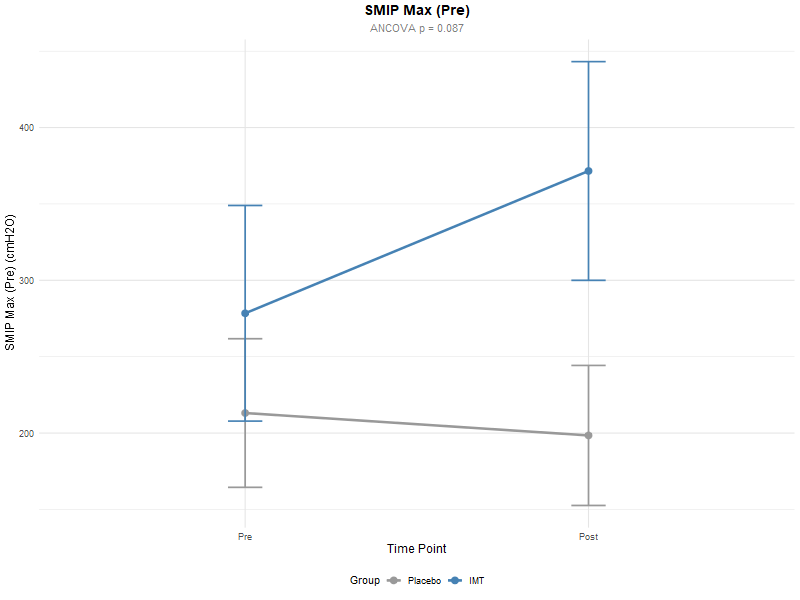 SMIP Max (Pre)
ANCOVA p = 0.087
SMIP Max (Pre) (cmH2O)
400
300
200
Pre
Post
Time Point
Group Placebo IMT